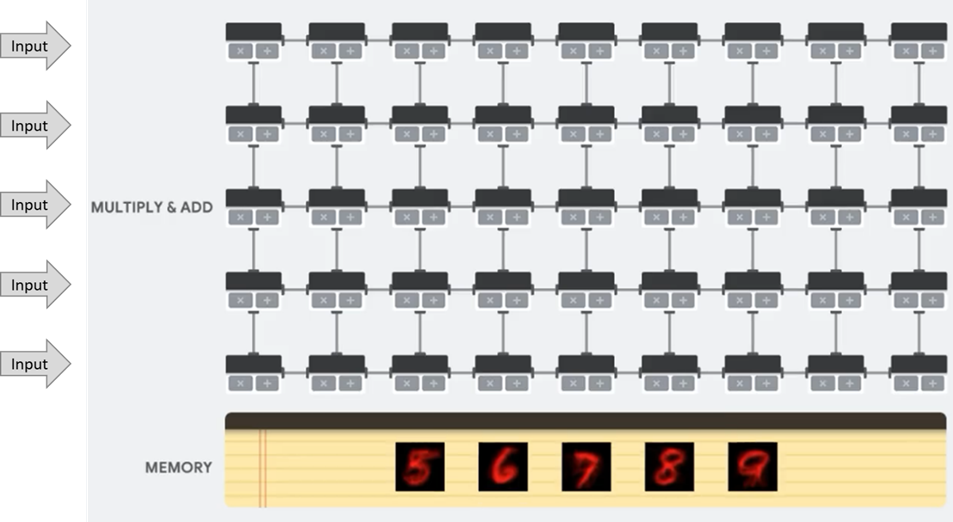 Input
× + × + × + × + × + × + × + × + × +
Input
× + × + × + × + × + × + × + × + × +
Input
MULTIPLY & ADD
× + × + × + × + × + × + × + × + × +
Input
× + × + × + × + × + × + × + × + × +
Input
× + × + × + × + × + × + × + × + × +
MEMORY
5 6 7 8 9